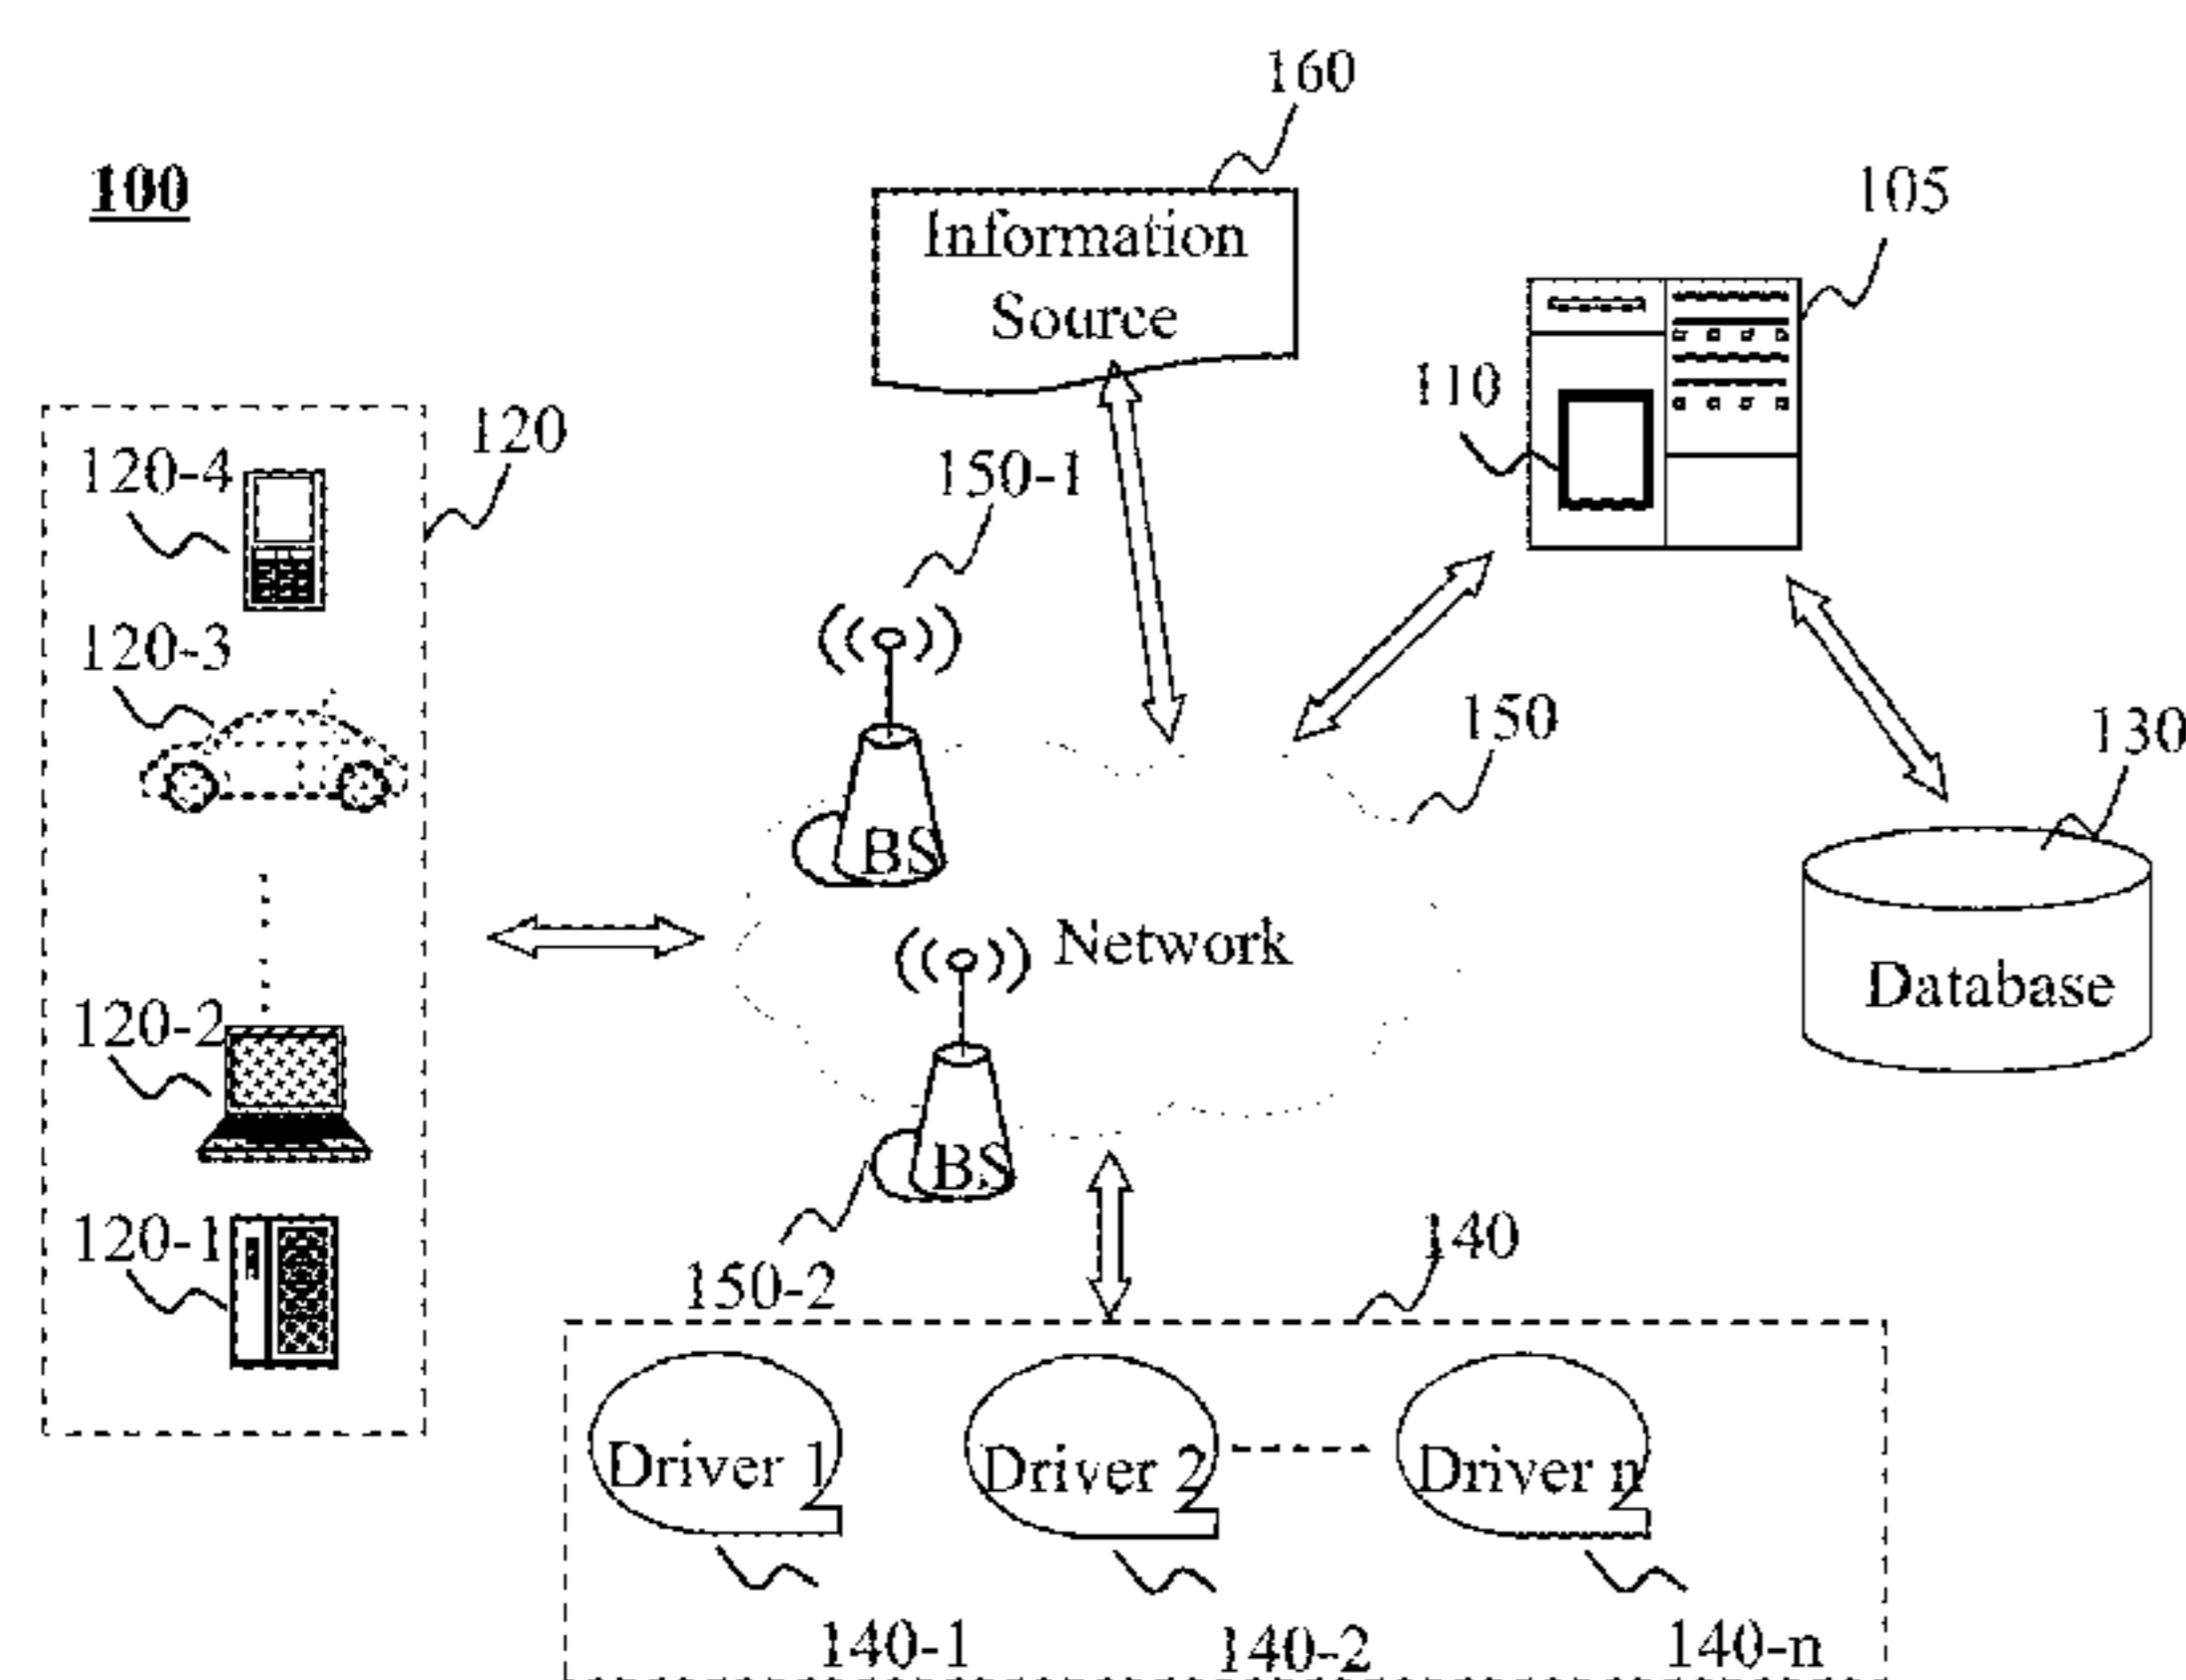 160
100
105
Information
Source
110
120
120-4
150-1
120-3
150
130
BS
Network
Database
120-2
BS
120-1
140
150-2
Driver 1
Driver 2
Driver n
140-1
140-2
140-n